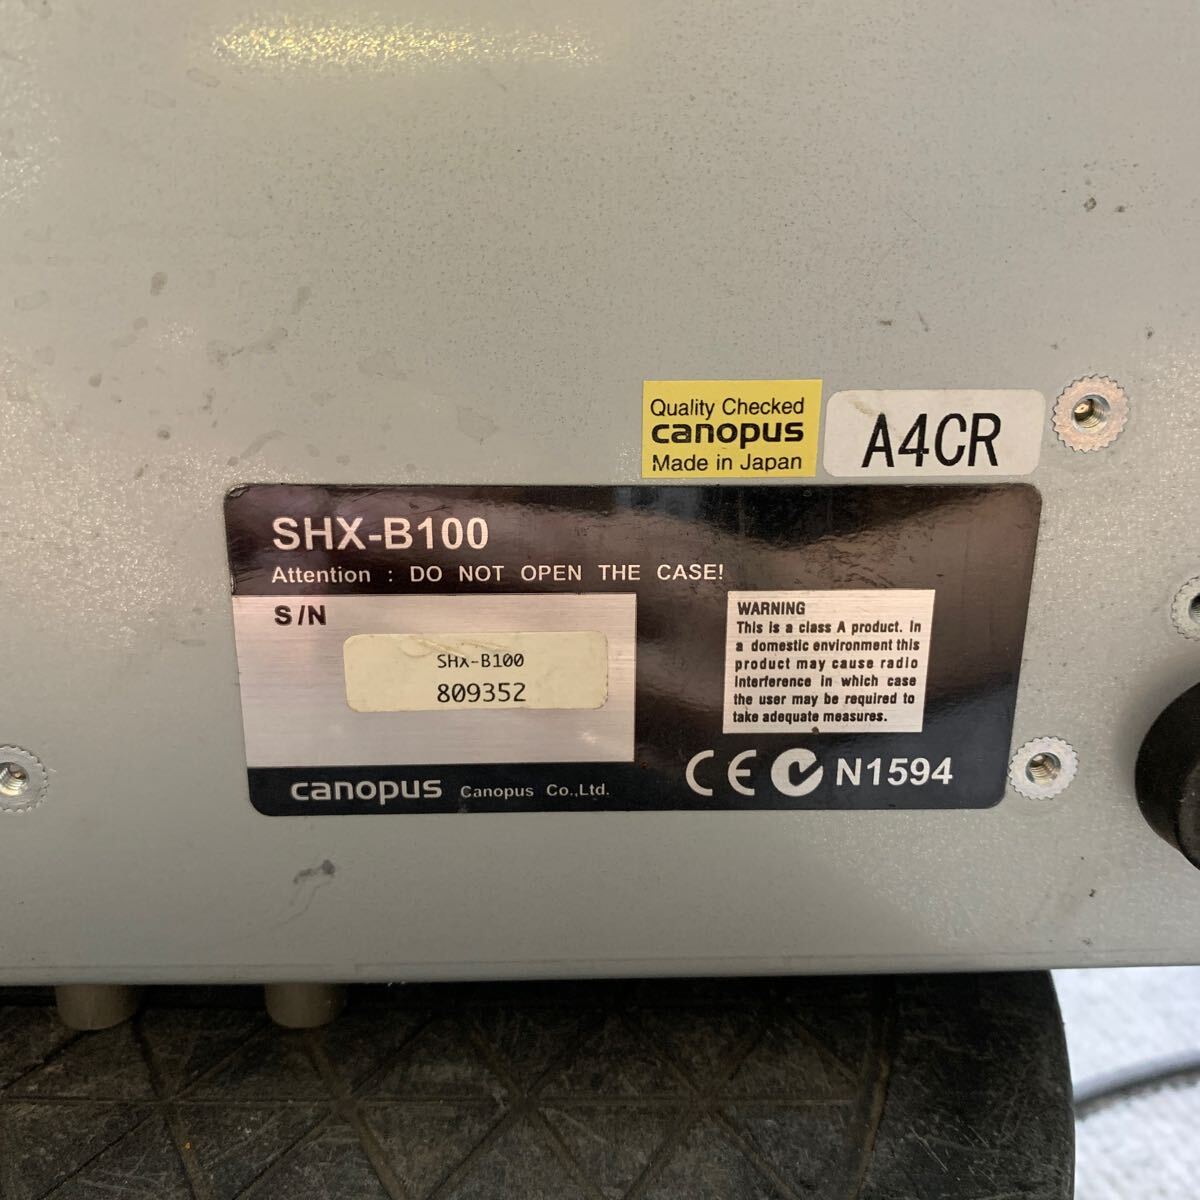 Quality Checked
canopus
Made in Japan
A4CR
SHX-B100
Attention : DO NOT OPEN THE CASE!
S/N
SHX-B100
809352
WARNING
This is a class A product. In
a domestic environment this
product may cause radio
interference in which case
the user may be required to
take adequate measures.
canopus Canopus Co.,Ltd.
CE N1594